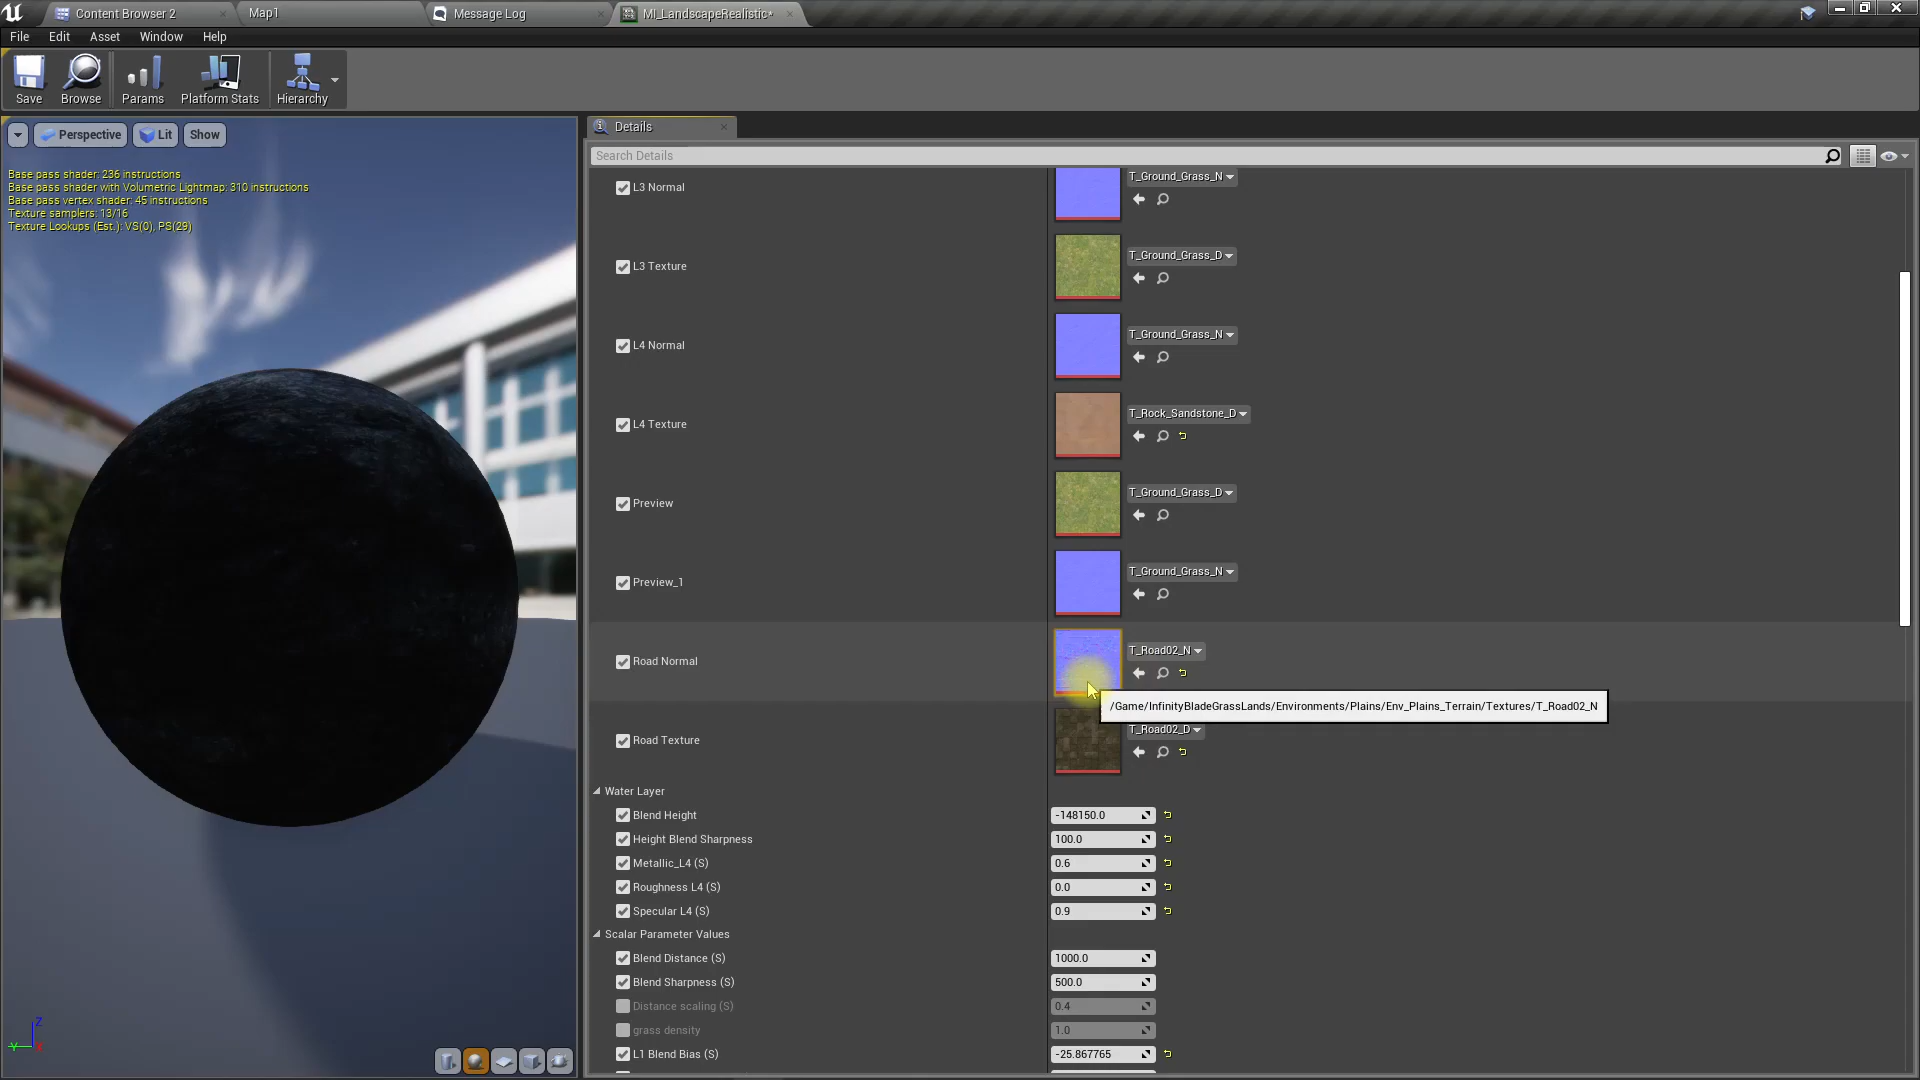 Content Browser 2
Map1
Message Log
MI_LandscapeRealistic*
File
Edit
Asset
Window
Help
Save
Browse
Params
Platform Stats
Hierarchy
Perspective
Lit
Show
Base pass shader: 236 instructions
Base pass shader with Volumetric Lightmap: 310 instructions
Base pass vertex shader: 45 instructions
Texture samplers: 13/16
Texture Lookups (Est.): VS(0), PS(29)
Z
Y
X
Details
Search Details
L3 Normal
T_Ground_Grass_N
L3 Texture
T_Ground_Grass_D
L4 Normal
T_Ground_Grass_N
L4 Texture
T_Rock_Sandstone_D
Preview
T_Ground_Grass_D
Preview_1
T_Ground_Grass_N
Road Normal
T_Road02_N
/Game/InfinityBladeGrassLands/Environments/Plains/Env_Plains_Terrain/Textures/T_Road02_N
Road Texture
T_Road02_D
Water Layer
Blend Height
-148150.0
Height Blend Sharpness
100.0
Metallic_L4 (S)
0.6
Roughness L4 (S)
0.0
Specular L4 (S)
0.9
Scalar Parameter Values
Blend Distance (S)
1000.0
Blend Sharpness (S)
500.0
Distance scaling (S)
0.4
grass density
1.0
L1 Blend Bias (S)
-25.867765